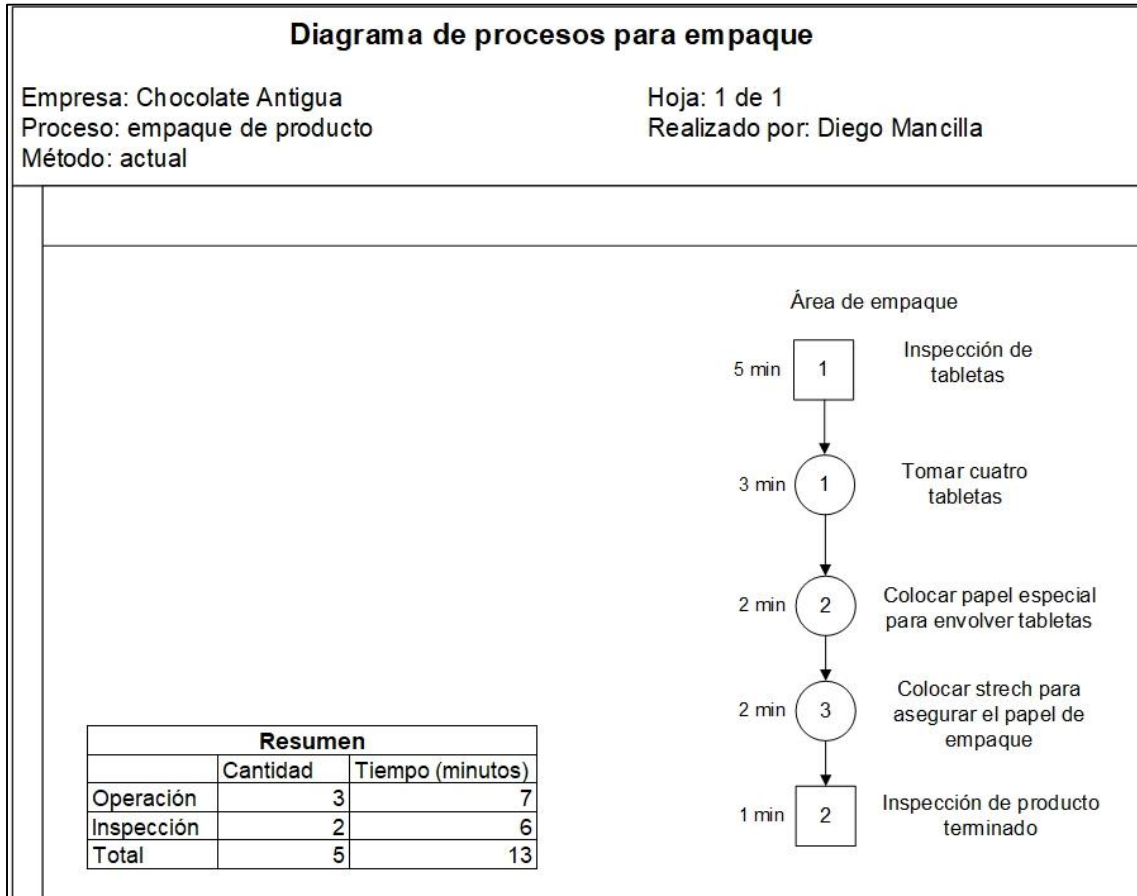 Diagrama de procesos para empaque
Empresa: Chocolate Antigua
Hoja: 1 de 1
Proceso: empaque de producto
Realizado por: Diego Mancilla
Método: actual
Área de empaque
5 min 1 Inspección de
tabletas
3 min 1 Tomar cuatro
tabletas
2 min 2 Colocar papel especial
para envolver tabletas
2 min 3 Colocar strech para
asegurar el papel de
empaque
1 min 2 Inspección de producto
terminado
Resumen
Cantidad Tiempo (minutos)
Operación 3 7
Inspección 2 6
Total 5 13